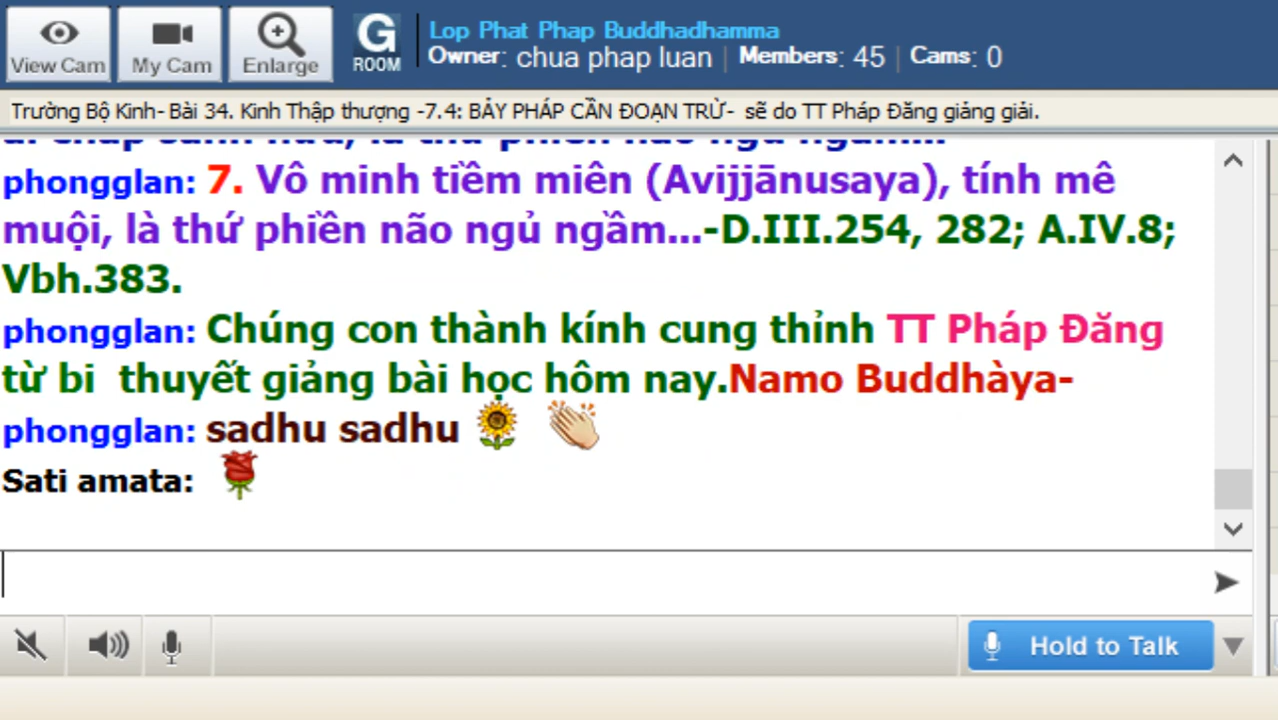 Lop Phat Phap Buddhadhamma
View Cam My Cam Enlarge G ROOM Owner: chua phap luan | Members: 45 | Cams: 0
Trường Bộ Kinh- Bài 34. Kinh Thập thượng -7.4: BẢY PHÁP CẦN ĐOẠN TRỪ- sẽ do TT Pháp Đăng giảng giải.
phongglan: 7. Vô minh tiềm miên (Avijjānusaya), tính mê
muội, là thứ phiền não ngủ ngầm...-D.III.254, 282; A.IV.8;
Vbh.383.
phongglan: Chúng con thành kính cung thỉnh TT Pháp Đăng
từ bi thuyết giảng bài học hôm nay.Namo Buddhàya-
phongglan: sadhu sadhu
Sati amata:
Hold to Talk